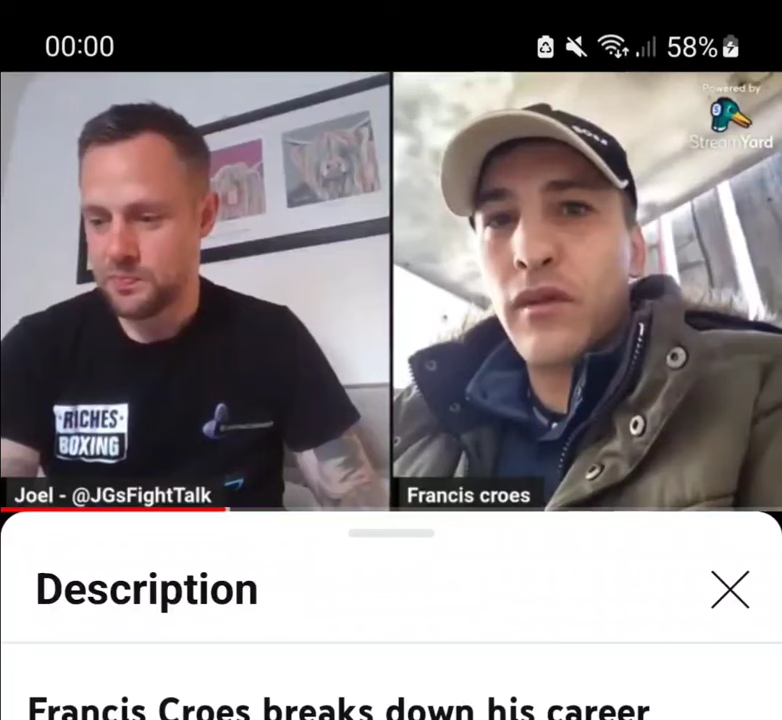 00:00
58%
Powered by
StreamYard
BOSS
RICHES
BOXING
Joel - @JGsFightTalk
Francis croes
Description
Francis Croes breaks down his career